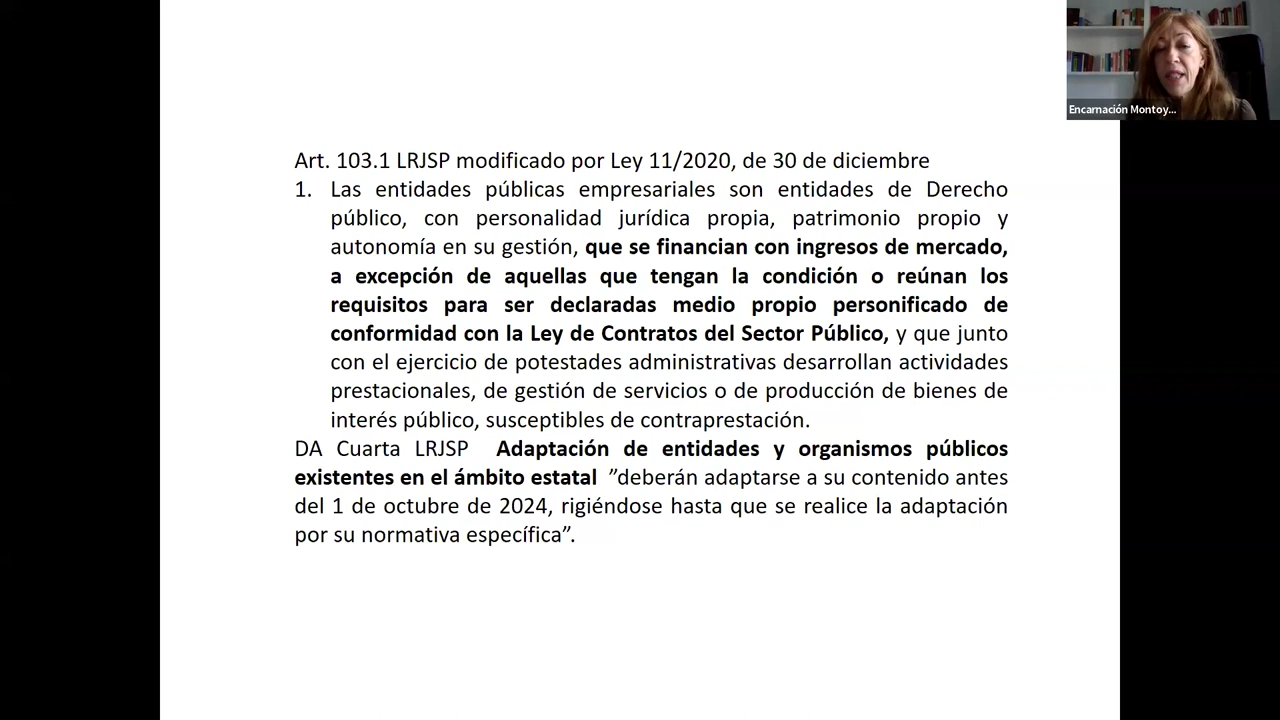 Encarnación Montoy...
Art. 103.1 LRJSP modificado por Ley 11/2020, de 30 de diciembre
1. Las entidades públicas empresariales son entidades de Derecho
público, con personalidad jurídica propia, patrimonio propio y
autonomía en su gestión, que se financian con ingresos de mercado,
a excepción de aquellas que tengan la condición o reúnan los
requisitos para ser declaradas medio propio personificado de
conformidad con la Ley de Contratos del Sector Público, y que junto
con el ejercicio de potestades administrativas desarrollan actividades
prestacionales, de gestión de servicios o de producción de bienes de
interés público, susceptibles de contraprestación.
DA Cuarta LRJSP Adaptación de entidades y organismos públicos
existentes en el ámbito estatal ”deberán adaptarse a su contenido antes
del 1 de octubre de 2024, rigiéndose hasta que se realice la adaptación
por su normativa específica”.